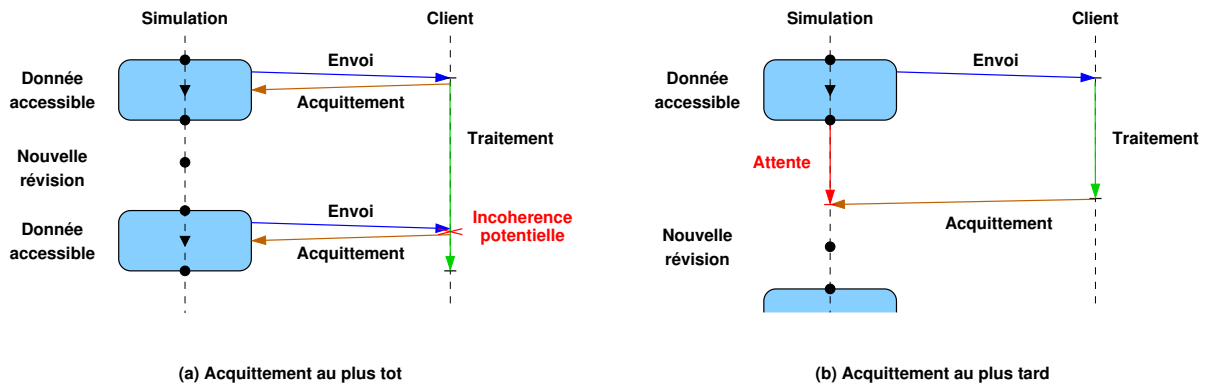 Simulation
Client
Donnée
accessible
Envoi
Acquittement
Traitement
Nouvelle
révision
Donnée
accessible
Envoi
Acquittement
Incoherence
potentielle
(a) Acquittement au plus tot
Simulation
Client
Donnée
accessible
Envoi
Traitement
Attente
Acquittement
Nouvelle
révision
(b) Acquittement au plus tard